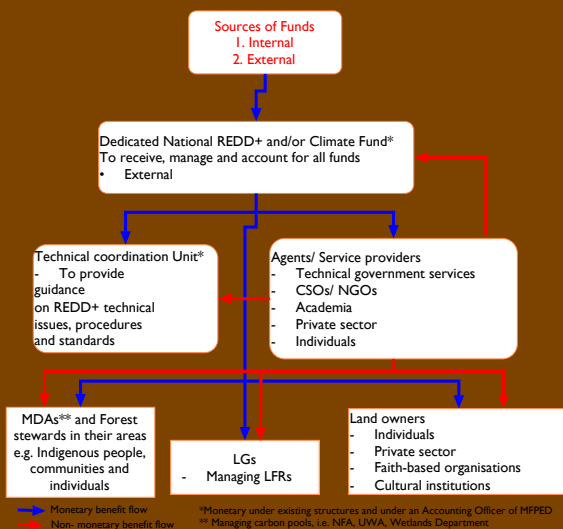 Sources of Funds
1. Internal
2. External
Dedicated National REDD+ and/or Climate Fund*
To receive, manage and account for all funds
• External
Technical coordination Unit*
- To provide
guidance
on REDD+ technical
issues, procedures
and standards
Agents/ Service providers
- Technical government services
- CSOs/ NGOs
- Academia
- Private sector
- Individuals
MDAs** and Forest
stewards in their areas
e.g. Indigenous people,
communities and
individuals
LGs
- Managing LFRs
Land owners
- Individuals
- Private sector
- Faith-based organisations
- Cultural institutions
Monetary benefit flow
Non- monetary benefit flow
*Monetary under existing structures and under an Accounting Officer of MFPED
** Managing carbon pools, i.e. NFA, UWA, Wetlands Department